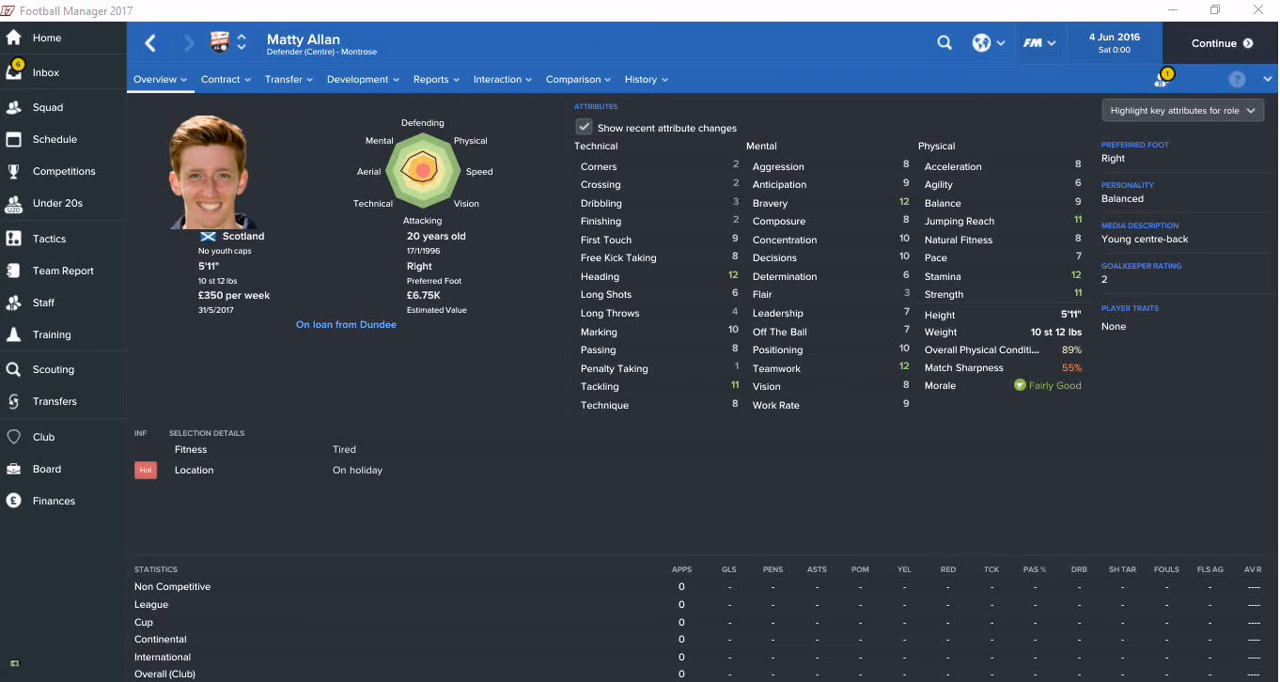 Football Manager 2017
Home
6
Inbox
Squad
Schedule
Competitions
U20
Under 20s
Tactics
Team Report
Staff
Training
Scouting
Transfers
Club
Board
Finances
Matty Allan
Defender (Centre) - Montrose
FM
4 Jun 2016
Sat 0:00
Continue
Overview Contract Transfer Development Reports Interaction Comparison History
1
?
Defending
Mental Physical
Aerial Speed
Technical Vision
Attacking
Scotland
No youth caps
5'11"
10 st 12 lbs
£350 per week
31/5/2017
20 years old
17/1/1996
Right
Preferred Foot
£6.75K
Estimated Value
On loan from Dundee
ATTRIBUTES
Show recent attribute changes
Technical
Corners 2
Crossing 2
Dribbling 3
Finishing 2
First Touch 9
Free Kick Taking 8
Heading 12
Long Shots 6
Long Throws 4
Marking 10
Passing 8
Penalty Taking 1
Tackling 11
Technique 8
Mental
Aggression 8
Anticipation 9
Bravery 12
Composure 8
Concentration 10
Decisions 10
Determination 6
Flair 3
Leadership 7
Off The Ball 7
Positioning 10
Teamwork 12
Vision 8
Work Rate 9
Physical
Acceleration 8
Agility 6
Balance 9
Jumping Reach 11
Natural Fitness 8
Pace 7
Stamina 12
Strength 11
Height 5'11"
Weight 10 st 12 lbs
Overall Physical Conditi... 89%
Match Sharpness 55%
Morale Fairly Good
Highlight key attributes for role
PREFERRED FOOT
Right
PERSONALITY
Balanced
MEDIA DESCRIPTION
Young centre-back
GOALKEEPER RATING
2
PLAYER TRAITS
None
INF SELECTION DETAILS
Fitness Tired
Hol Location On holiday
STATISTICS APPS GLS PENS ASTS POM YEL RED TCK PAS % DRB SH TAR FOULS FLS AG AV R
Non Competitive 0 - - - - - - - - - - - - ----
League 0 - - - - - - - - - - - - ----
Cup 0 - - - - - - - - - - - - ----
Continental 0 - - - - - - - - - - - - ----
International 0 - - - - - - - - - - - - ----
Overall (Club) 0 - - - - - - - - - - - - ----